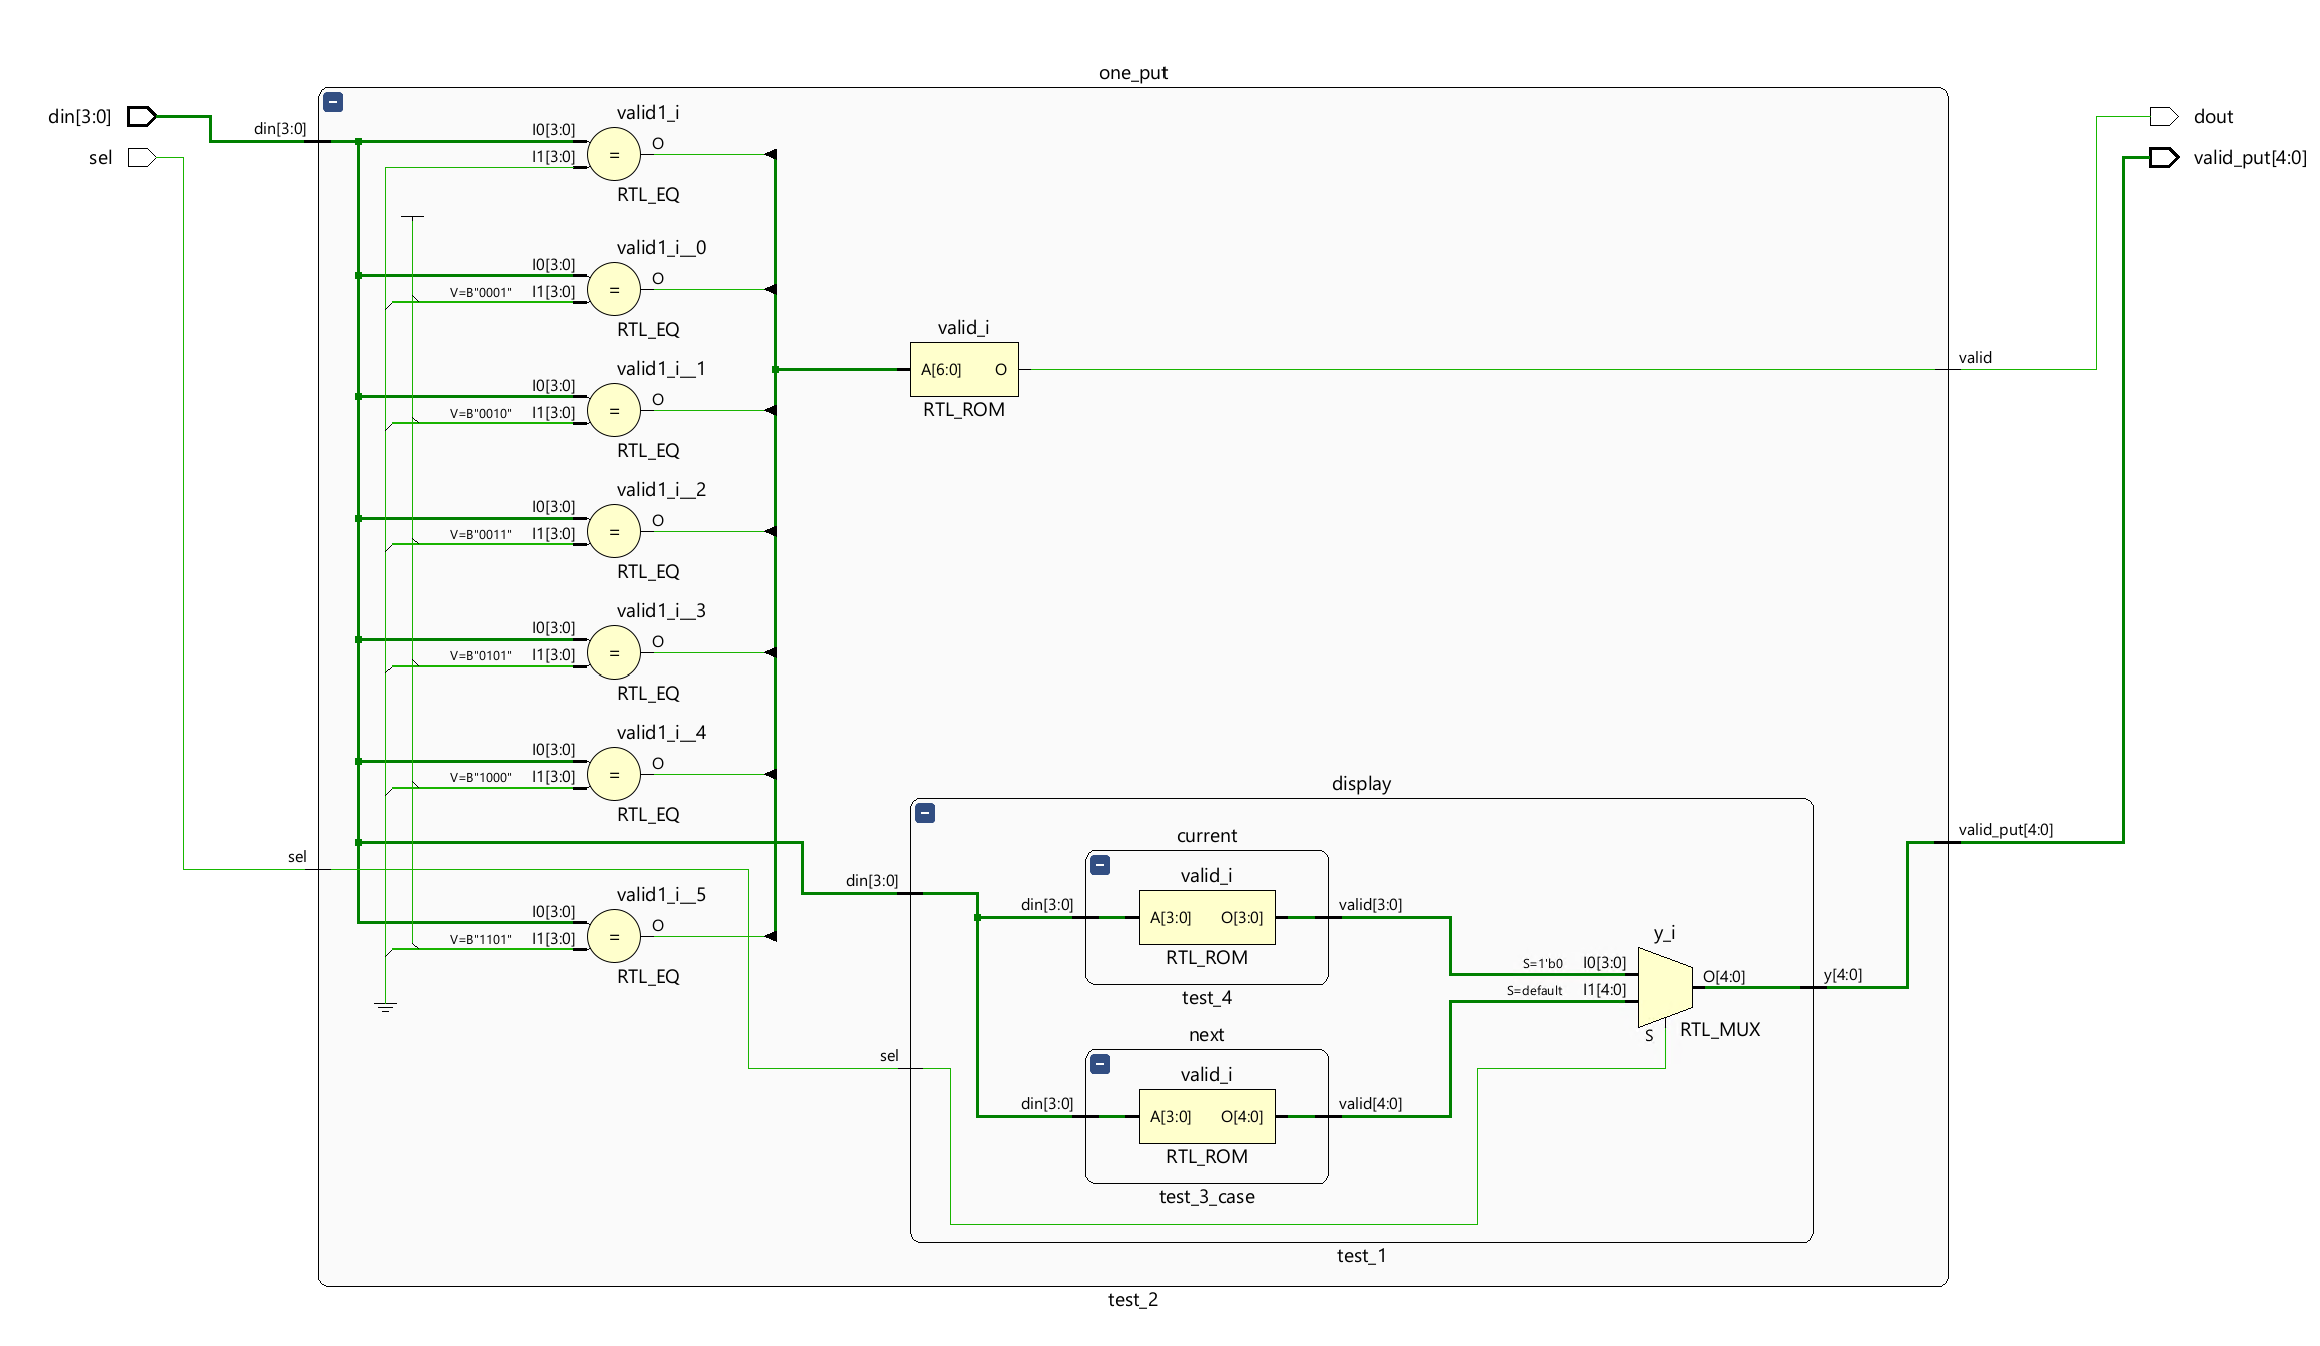 one_put
din[3:0]
sel
din[3:0]
sel
valid1_i
I0[3:0]
I1[3:0]
O
=
RTL_EQ
valid1_i__0
I0[3:0]
V=B"0001"
I1[3:0]
O
=
RTL_EQ
valid1_i__1
I0[3:0]
V=B"0010"
I1[3:0]
O
=
RTL_EQ
valid1_i__2
I0[3:0]
V=B"0011"
I1[3:0]
O
=
RTL_EQ
valid1_i__3
I0[3:0]
V=B"0101"
I1[3:0]
O
=
RTL_EQ
valid1_i__4
I0[3:0]
V=B"1000"
I1[3:0]
O
=
RTL_EQ
valid1_i__5
I0[3:0]
V=B"1101"
I1[3:0]
O
=
RTL_EQ
valid_i
A[6:0]
O
RTL_ROM
display
din[3:0]
sel
current
valid_i
din[3:0]
A[3:0]
O[3:0]
valid[3:0]
RTL_ROM
test_4
next
valid_i
din[3:0]
A[3:0]
O[4:0]
valid[4:0]
RTL_ROM
test_3_case
y_i
S=1'b0
I0[3:0]
S=default
I1[4:0]
O[4:0]
S
RTL_MUX
y[4:0]
test_1
test_2
valid
valid_put[4:0]
dout
valid_put[4:0]